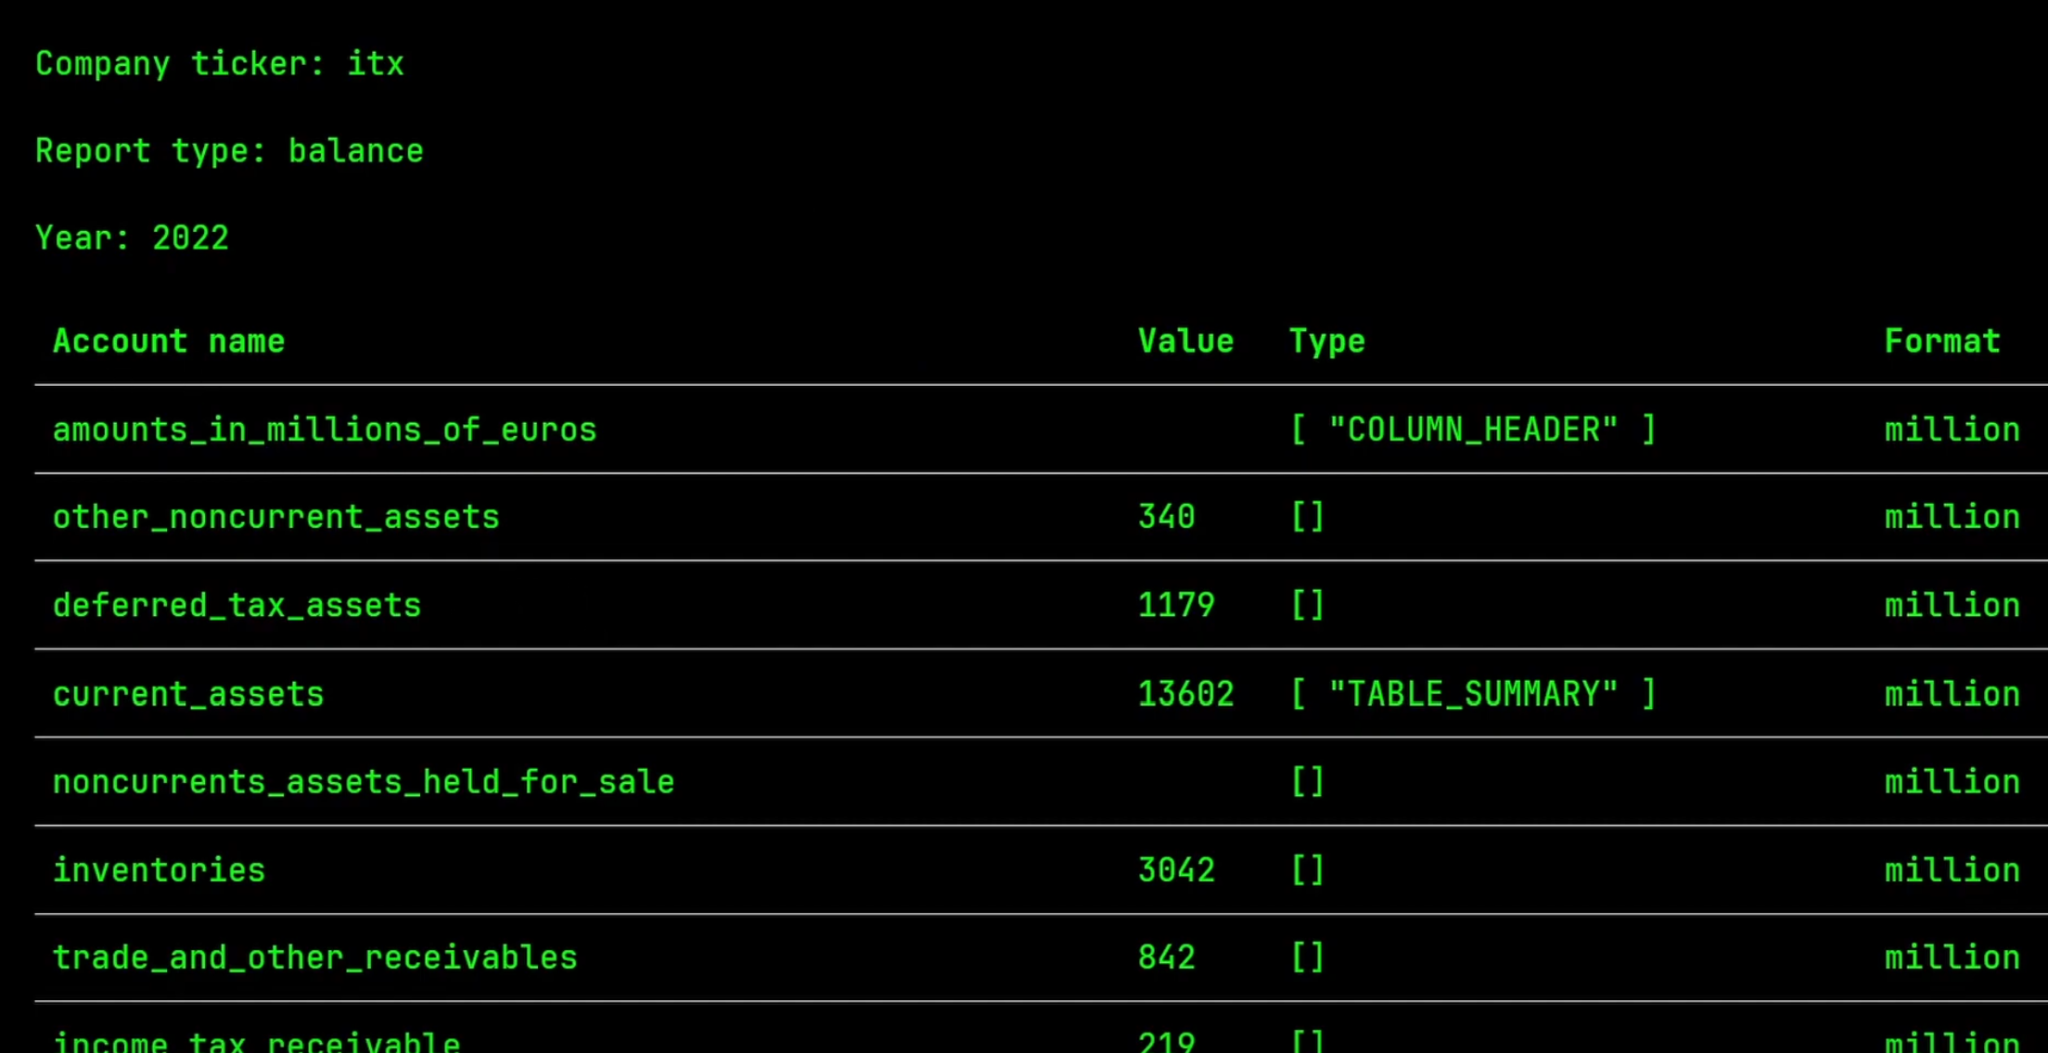 Company ticker: itx
Report type: balance
Year: 2022
Account name Value Type Format
amounts_in_millions_of_euros [ "COLUMN_HEADER" ] million
other_noncurrent_assets 340 [] million
deferred_tax_assets 1179 [] million
current_assets 13602 [ "TABLE_SUMMARY" ] million
noncurrents_assets_held_for_sale [] million
inventories 3042 [] million
trade_and_other_receivables 842 [] million
income_tax_receivable 219 [] million